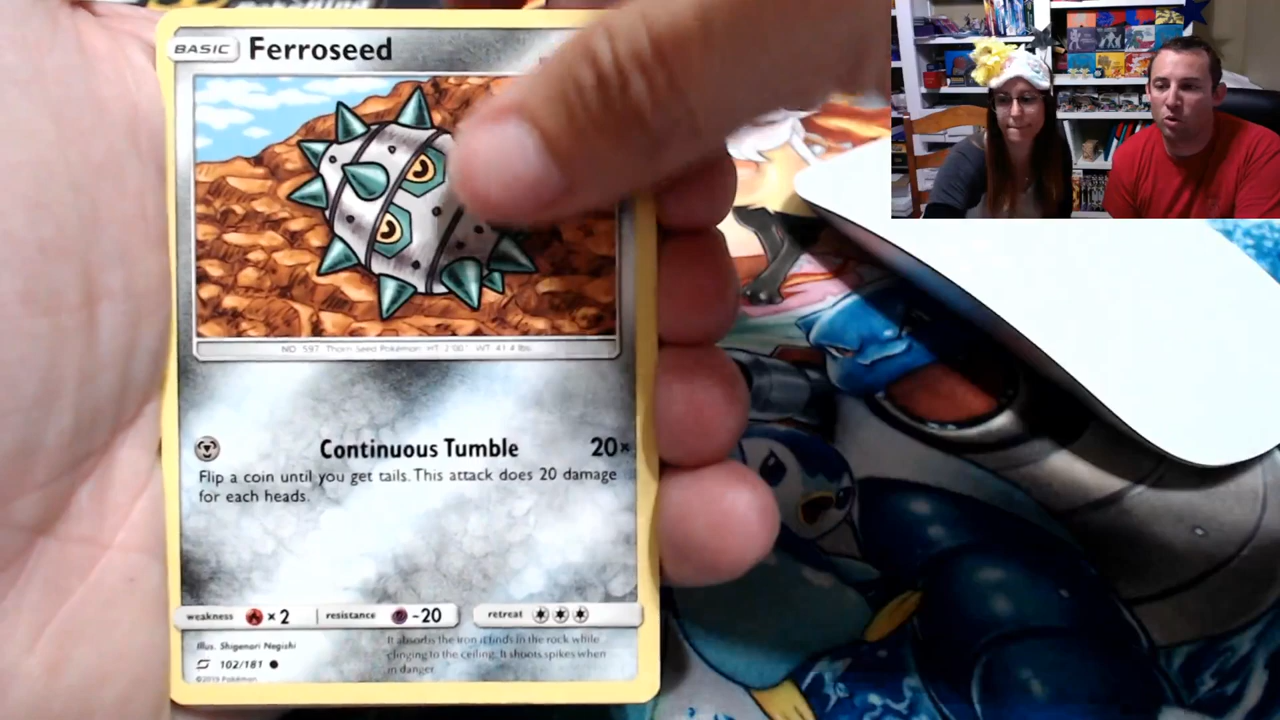 BASIC Ferroseed
NO. 597 Thorn Seed Pokémon HT: 2'00" WT: 41.4 lbs.
Continuous Tumble 20×
Flip a coin until you get tails. This attack does 20 damage
for each heads.
weakness × 2 resistance -20 retreat
Illus. Shigenori Negishi
102/181
©2019 Pokémon
It absorbs the iron it finds in the rock while
clinging to the ceiling. It shoots spikes when
in danger.